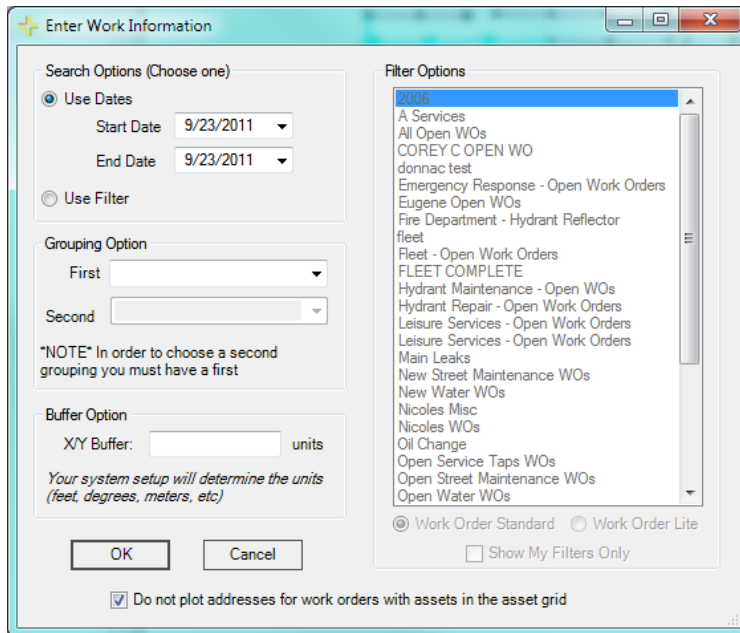 Enter Work Information
Search Options (Choose one)
Use Dates
Start Date 9/23/2011
End Date 9/23/2011
Use Filter
Grouping Option
First
Second
*NOTE* In order to choose a second
grouping you must have a first
Buffer Option
X/Y Buffer: units
Your system setup will determine the units
(feet, degrees, meters, etc)
OK Cancel
Filter Options
2006
A Services
All Open WOs
COREY C OPEN WO
donnac test
Emergency Response - Open Work Orders
Eugene Open WOs
Fire Department - Hydrant Reflector
fleet
Fleet - Open Work Orders
FLEET COMPLETE
Hydrant Maintenance - Open WOs
Hydrant Repair - Open Work Orders
Leisure Services - Open Work Orders
Leisure Services - Open Work Orders
Main Leaks
New Street Maintenance WOs
New Water WOs
Nicoles Misc
Nicoles WOs
Oil Change
Open Service Taps WOs
Open Street Maintenance WOs
Open Water WOs
Work Order Standard Work Order Lite
Show My Filters Only
Do not plot addresses for work orders with assets in the asset grid